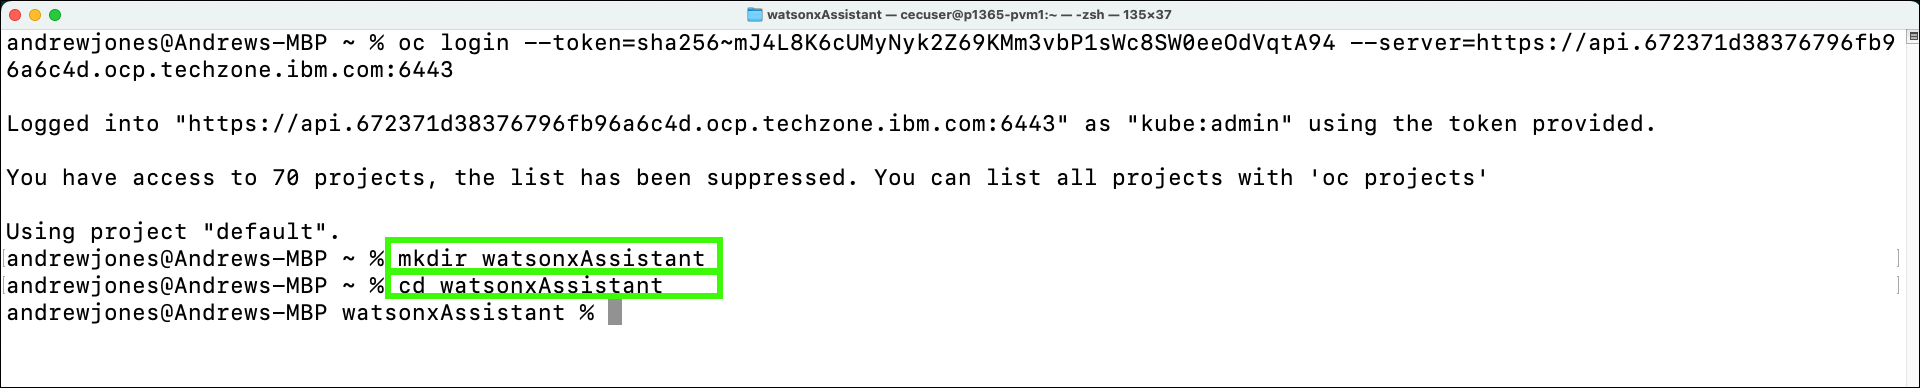 watsonxAssistant — cecuser@p1365-pvm1:~ — -zsh — 135×37
andrewjones@Andrews-MBP ~ % oc login --token=sha256~mJ4L8K6cUMyNyk2Z69KMm3vbP1sWc8SW0eeOdVqtA94 --server=https://api.672371d38376796fb9
6a6c4d.ocp.techzone.ibm.com:6443
Logged into "https://api.672371d38376796fb96a6c4d.ocp.techzone.ibm.com:6443" as "kube:admin" using the token provided.
You have access to 70 projects, the list has been suppressed. You can list all projects with 'oc projects'
Using project "default".
[andrewjones@Andrews-MBP ~ % mkdir watsonxAssistant ]
[andrewjones@Andrews-MBP ~ % cd watsonxAssistant ]
andrewjones@Andrews-MBP watsonxAssistant %